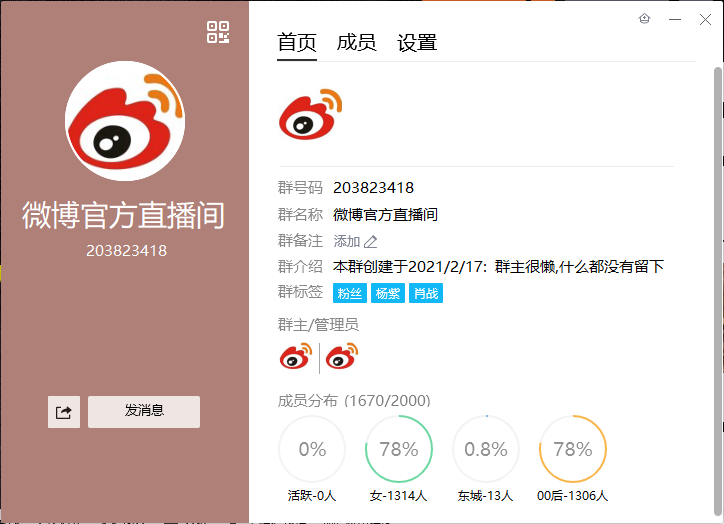 微博官方直播间
203823418
发消息
首页 成员 设置
群号码 203823418
群名称 微博官方直播间
群备注 添加
群介绍 本群创建于2021/2/17: 群主很懒,什么都没有留下
群标签 粉丝 杨紫 肖战
群主/管理员
成员分布 (1670/2000)
0% 78% 0.8% 78%
活跃-0人 女-1314人 东城-13人 00后-1306人